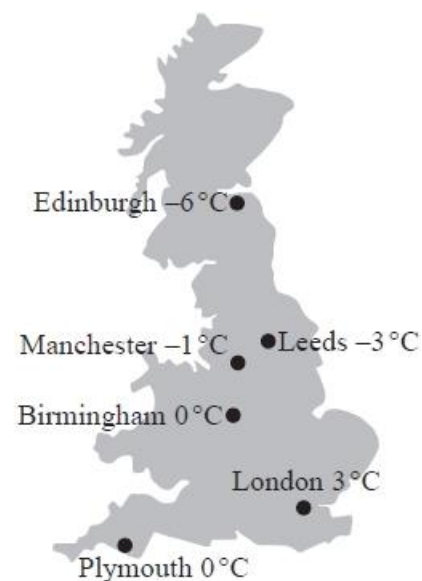 Edinburgh –6°C
Manchester –1°C
Leeds –3°C
Birmingham 0°C
London 3°C
Plymouth 0°C